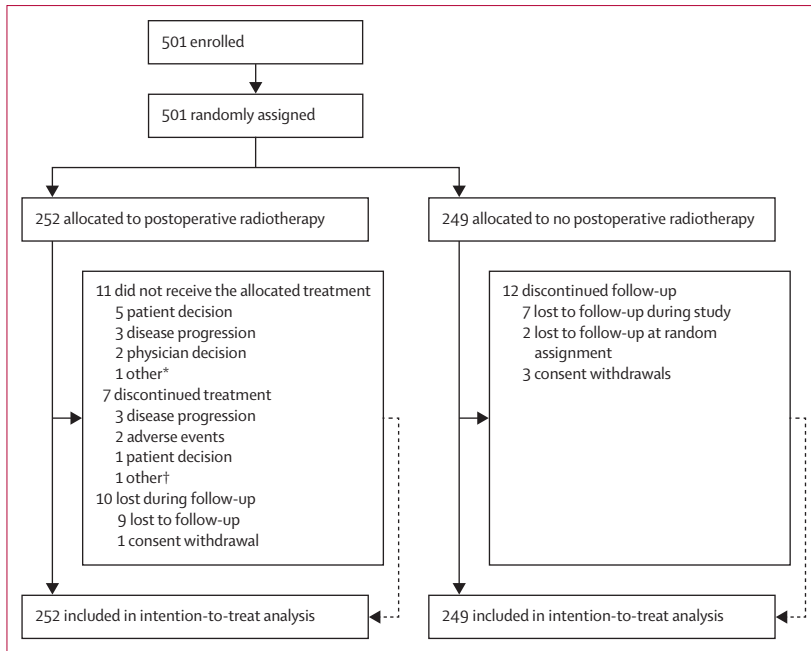 501 enrolled
501 randomly assigned
252 allocated to postoperative radiotherapy
249 allocated to no postoperative radiotherapy
11 did not receive the allocated treatment
5 patient decision
3 disease progression
2 physician decision
1 other*
7 discontinued treatment
3 disease progression
2 adverse events
1 patient decision
1 other†
10 lost during follow-up
9 lost to follow-up
1 consent withdrawal
12 discontinued follow-up
7 lost to follow-up during study
2 lost to follow-up at random
assignment
3 consent withdrawals
252 included in intention-to-treat analysis
249 included in intention-to-treat analysis